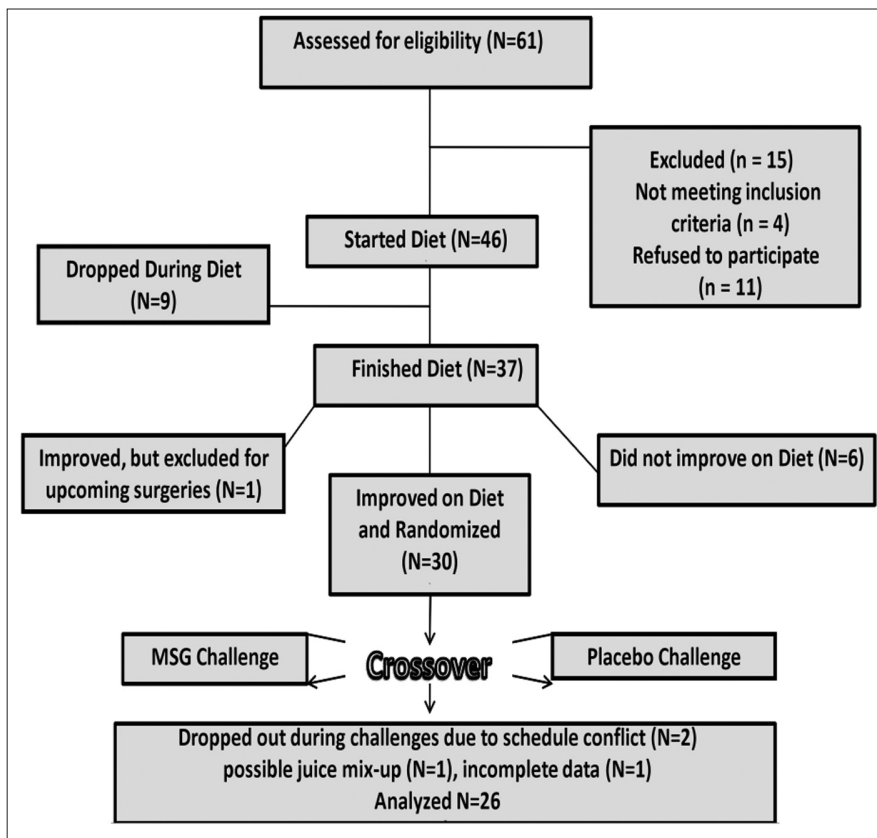 Assessed for eligibility (N=61)
Excluded (n = 15)
Not meeting inclusion
criteria (n = 4)
Refused to participate
(n = 11)
Started Diet (N=46)
Dropped During Diet
(N=9)
Finished Diet (N=37)
Improved, but excluded for
upcoming surgeries (N=1)
Did not improve on Diet (N=6)
Improved on Diet
and Randomized
(N=30)
MSG Challenge
Crossover
Placebo Challenge
Dropped out during challenges due to schedule conflict (N=2)
possible juice mix-up (N=1), incomplete data (N=1)
Analyzed N=26